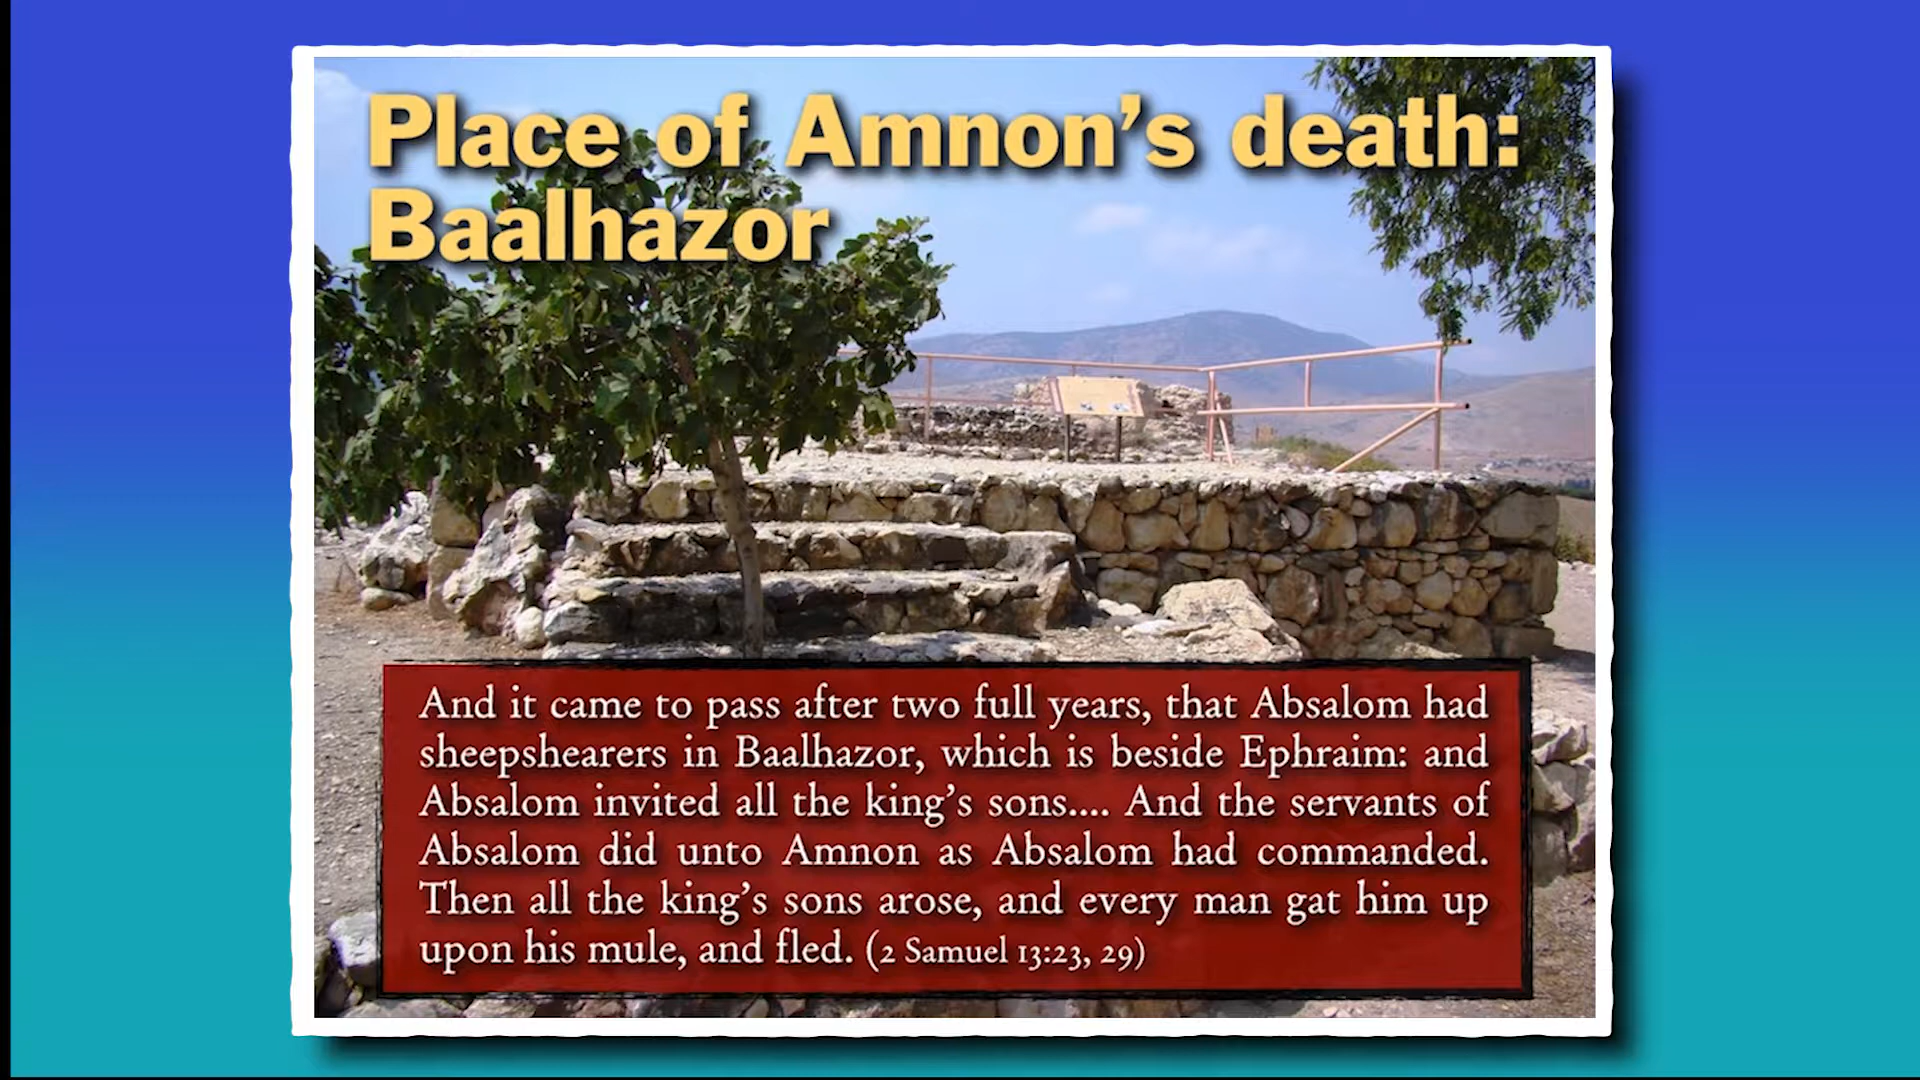 Place of Amnon's death:
Baalhazor
And it came to pass after two full years, that Absalom had
sheepshearers in Baalhazor, which is beside Ephraim: and
Absalom invited all the king's sons.... And the servants of
Absalom did unto Amnon as Absalom had commanded.
Then all the king's sons arose, and every man gat him up
upon his mule, and fled. (2 Samuel 13:23, 29)